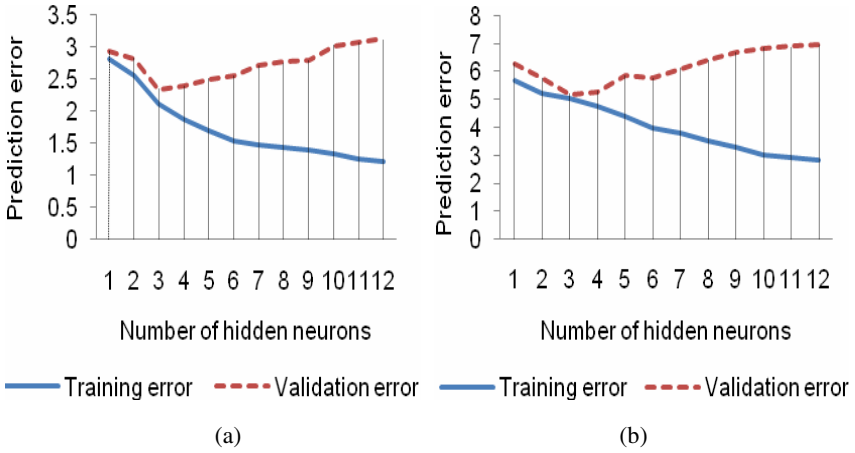 3.5
3
2.5
2
1.5
1
0.5
0
Prediction error
1 2 3 4 5 6 7 8 9 10 11 12
Number of hidden neurons
Training error Validation error
(a)
8
7
6
5
4
3
2
1
0
Prediction error
1 2 3 4 5 6 7 8 9 10 11 12
Number of hidden neurons
Training error Validation error
(b)